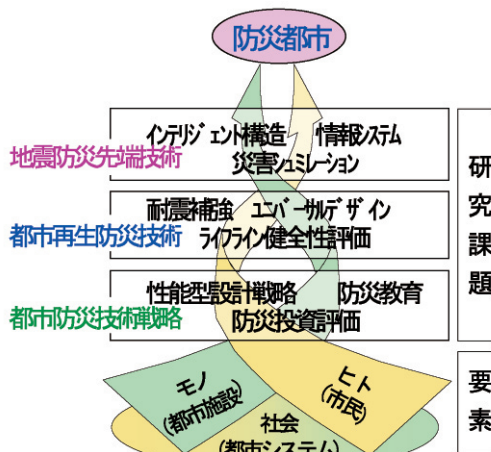 防災都市
インテリジェント構造 情報システム
地震防災先端技術
災害シュミレーション
耐震補強 ユニバーサルデザイン
都市再生防災技術
ライフライン健全性評価
性能型設計戦略 防災教育
都市防災技術戦略
防災投資評価
研究課題
モノ
(都市施設)
ヒト
(市民)
社会
(都市システム)
要素